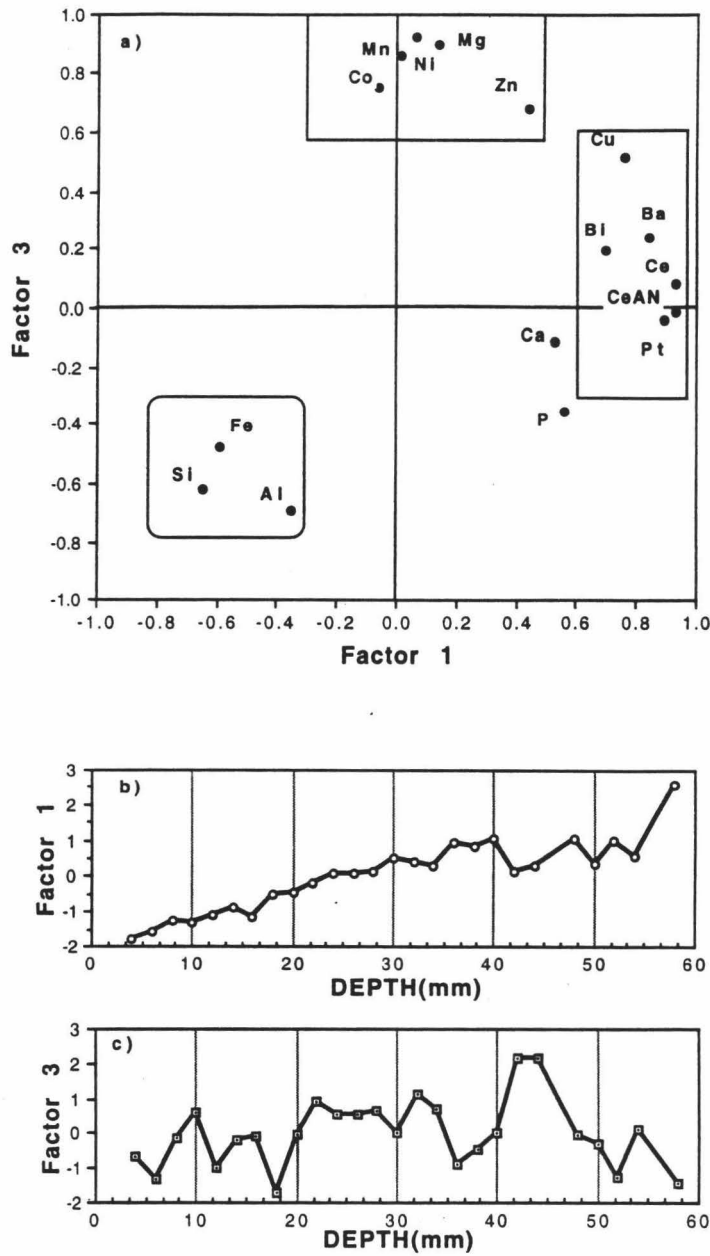 1.0
a)
Mn
Mg
Ni
0.8
Co
Zn
0.6
Cu
0.4
Ba
Bi
0.2
Ce
0.0
CeAN
Ca
Pt
-0.2
P
-0.4
Fe
Si
Al
-0.6
-0.8
-1.0
Factor 3
-1.0 -0.8 -0.6 -0.4 -0.2 0.0 0.2 0.4 0.6 0.8 1.0
Factor 1
3
b)
2
1
0
-1
-2
Factor 1
0 10 20 30 40 50 60
DEPTH(mm)
3
c)
2
1
0
-1
-2
Factor 3
0 10 20 30 40 50 60
DEPTH(mm)